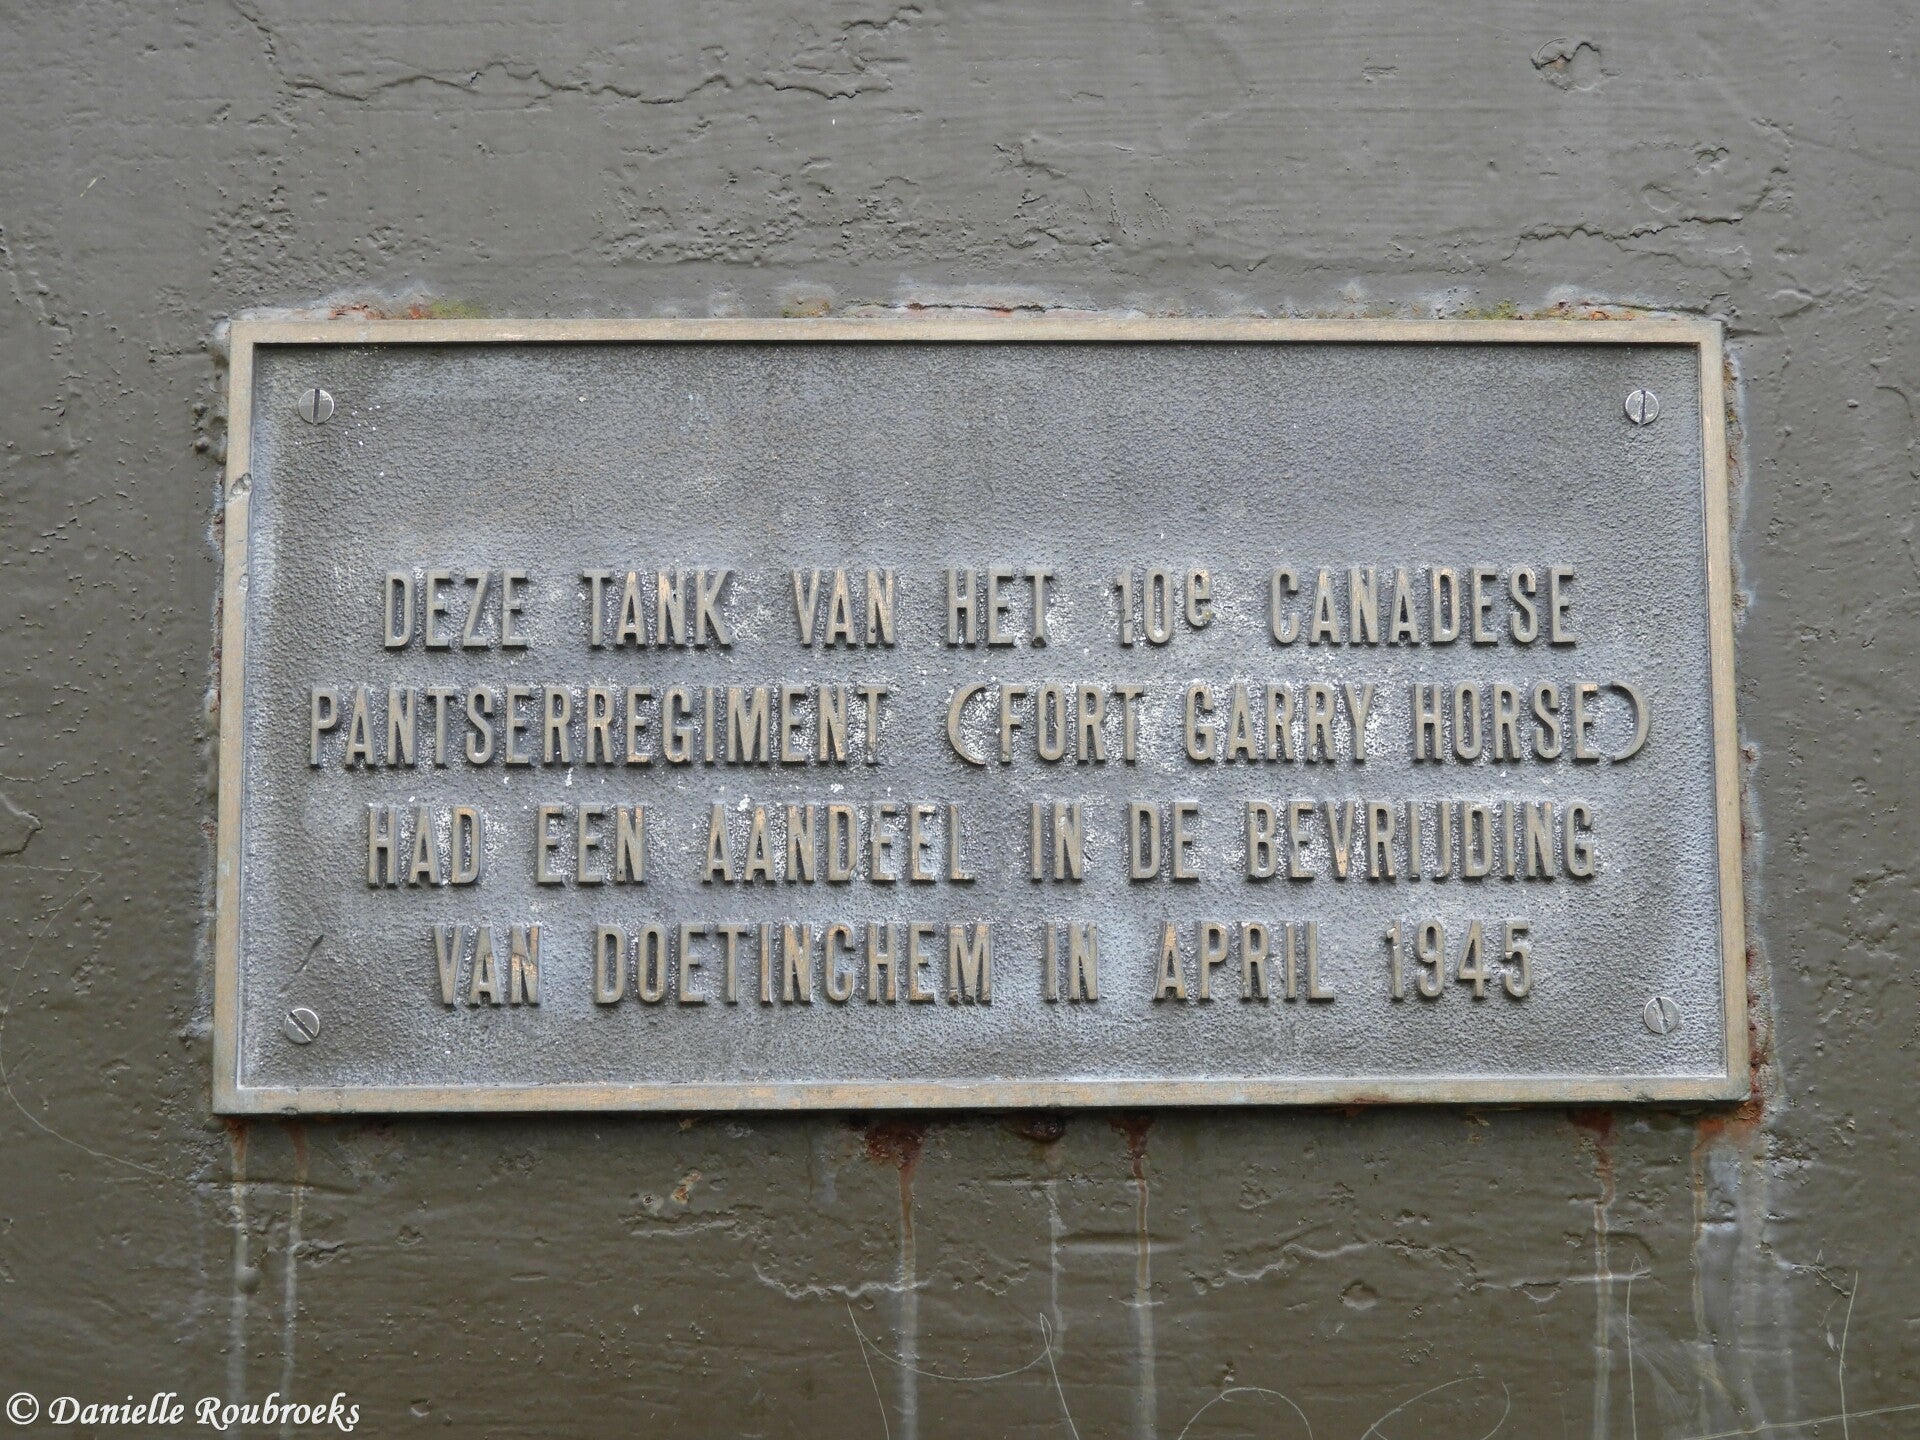 DEZE TANK VAN HET 10e CANADESE
PANTSERREGIMENT (FORT GARRY HORSE)
HAD EEN AANDEEL IN DE BEVRIJDING
VAN DOETINCHEM IN APRIL 1945
© Danielle Roubroeks